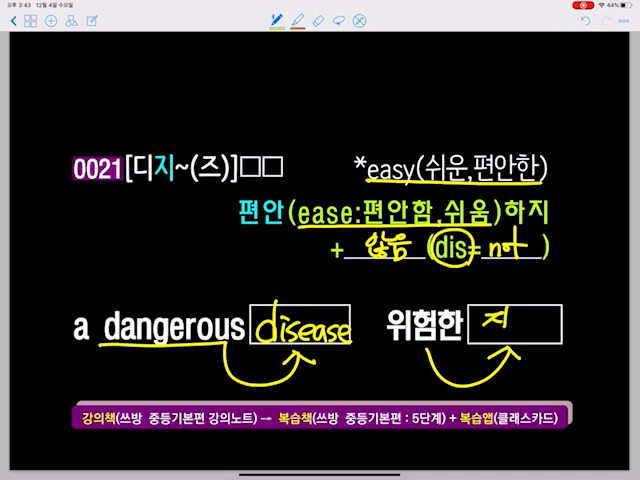 오후 3:43 12월 4일 수요일 44%
0021[디지~(즈)]□□ *easy(쉬운,편안한)
편안(ease:편안함,쉬움)하지
+ 않음 (dis= not )
a dangerous disease 위험한 지
강의책(쓰방 중등기본편 강의노트) → 복습책(쓰방 중등기본편 : 5단계) + 복습앱(클래스카드)